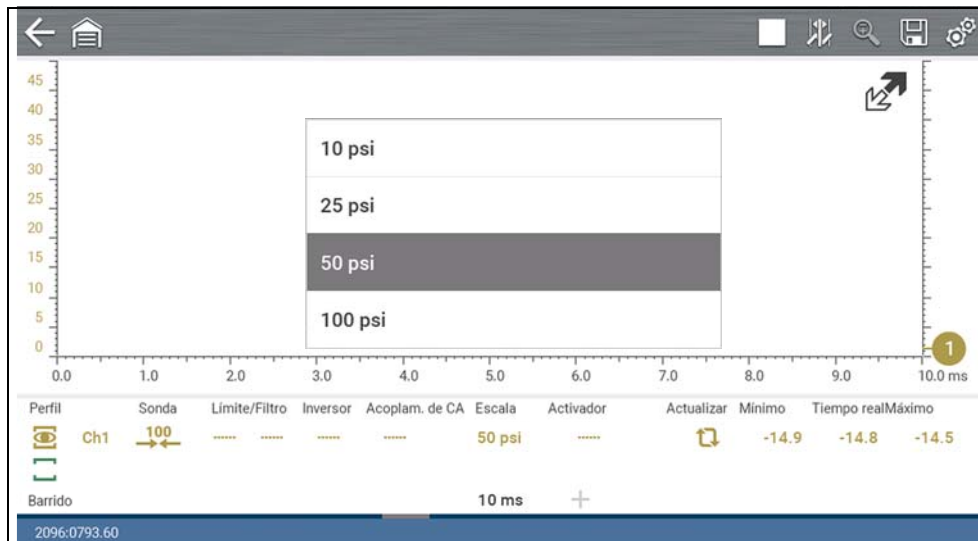 45
40
35
30
25
20
15
10
5
0
10 psi
25 psi
50 psi
100 psi
1
0.0 1.0 2.0 3.0 4.0 5.0 6.0 7.0 8.0 9.0 10.0 ms
Perfil Sonda Límite/Filtro Inversor Acoplam. de CA Escala Activador Actualizar Mínimo Tiempo realMáximo
Ch1 100 ------ ------ ------ ------ 50 psi ------ -14.9 -14.8 -14.5
Barrido 10 ms +
2096:0793.60